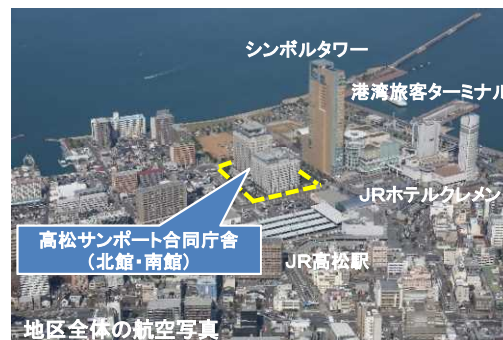 シンボルタワー
港湾旅客ターミナル
JRホテルクレメン
高松サンポート合同庁舎
(北館・南館)
JR高松駅
地区全体の航空写真